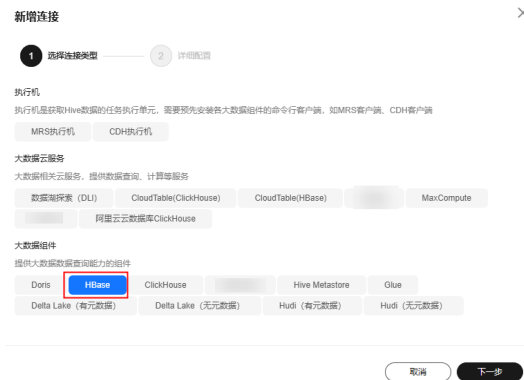 新增连接
1 选择连接类型 2 详细配置
执行机
执行机是获取Hive数据的任务执行单元，需要预先安装各大数据组件的命令行客户端，如MRS客户端、CDH客户端
MRS执行机 CDH执行机
大数据云服务
大数据相关云服务，提供数据查询、计算等服务
数据湖探索（DLI） CloudTable(ClickHouse) CloudTable(HBase) MaxCompute
阿里云云数据库ClickHouse
大数据组件
提供大数据数据查询能力的组件
Doris HBase ClickHouse Hive Metastore Glue
Delta Lake（有元数据） Delta Lake（无元数据） Hudi（有元数据） Hudi（无元数据）
取消 下一步